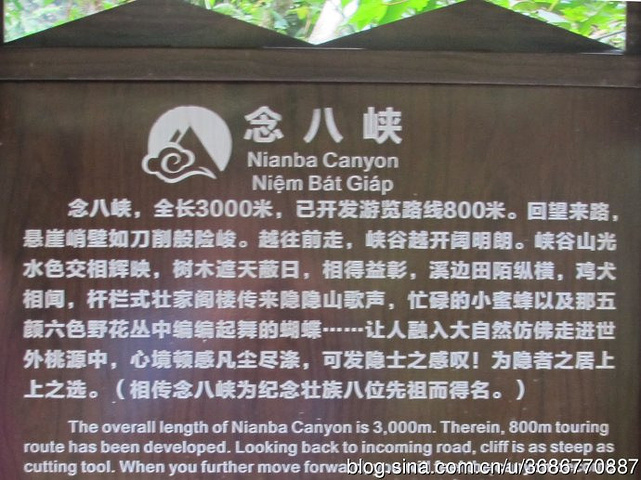 念八峡
Nianba Canyon
Niệm Bát Giáp
念八峡，全长3000米，已开发游览路线800米。回望来路，
悬崖峭壁如刀削般险峻。越往前走，峡谷越开阔明朗。峡谷山光
水色交相辉映，树木遮天蔽日，相得益彰，溪边田陌纵横，鸡犬
相闻，杆栏式壮家阁楼传来隐隐山歌声，忙碌的小蜜蜂以及那五
颜六色野花丛中编编起舞的蝴蝶……让人融入大自然仿佛走进世
外桃源中，心境顿感凡尘尽涤，可发隐士之感叹！为隐者之居上
上之选。（相传念八峡为纪念壮族八位先祖而得名。）
The overall length of Nianba Canyon is 3,000m. Therein, 800m touring
route has been developed. Looking back to incoming road, cliff is as steep as
cutting tool. When you further move forward
blog.sina.com.cn/u/3686770887